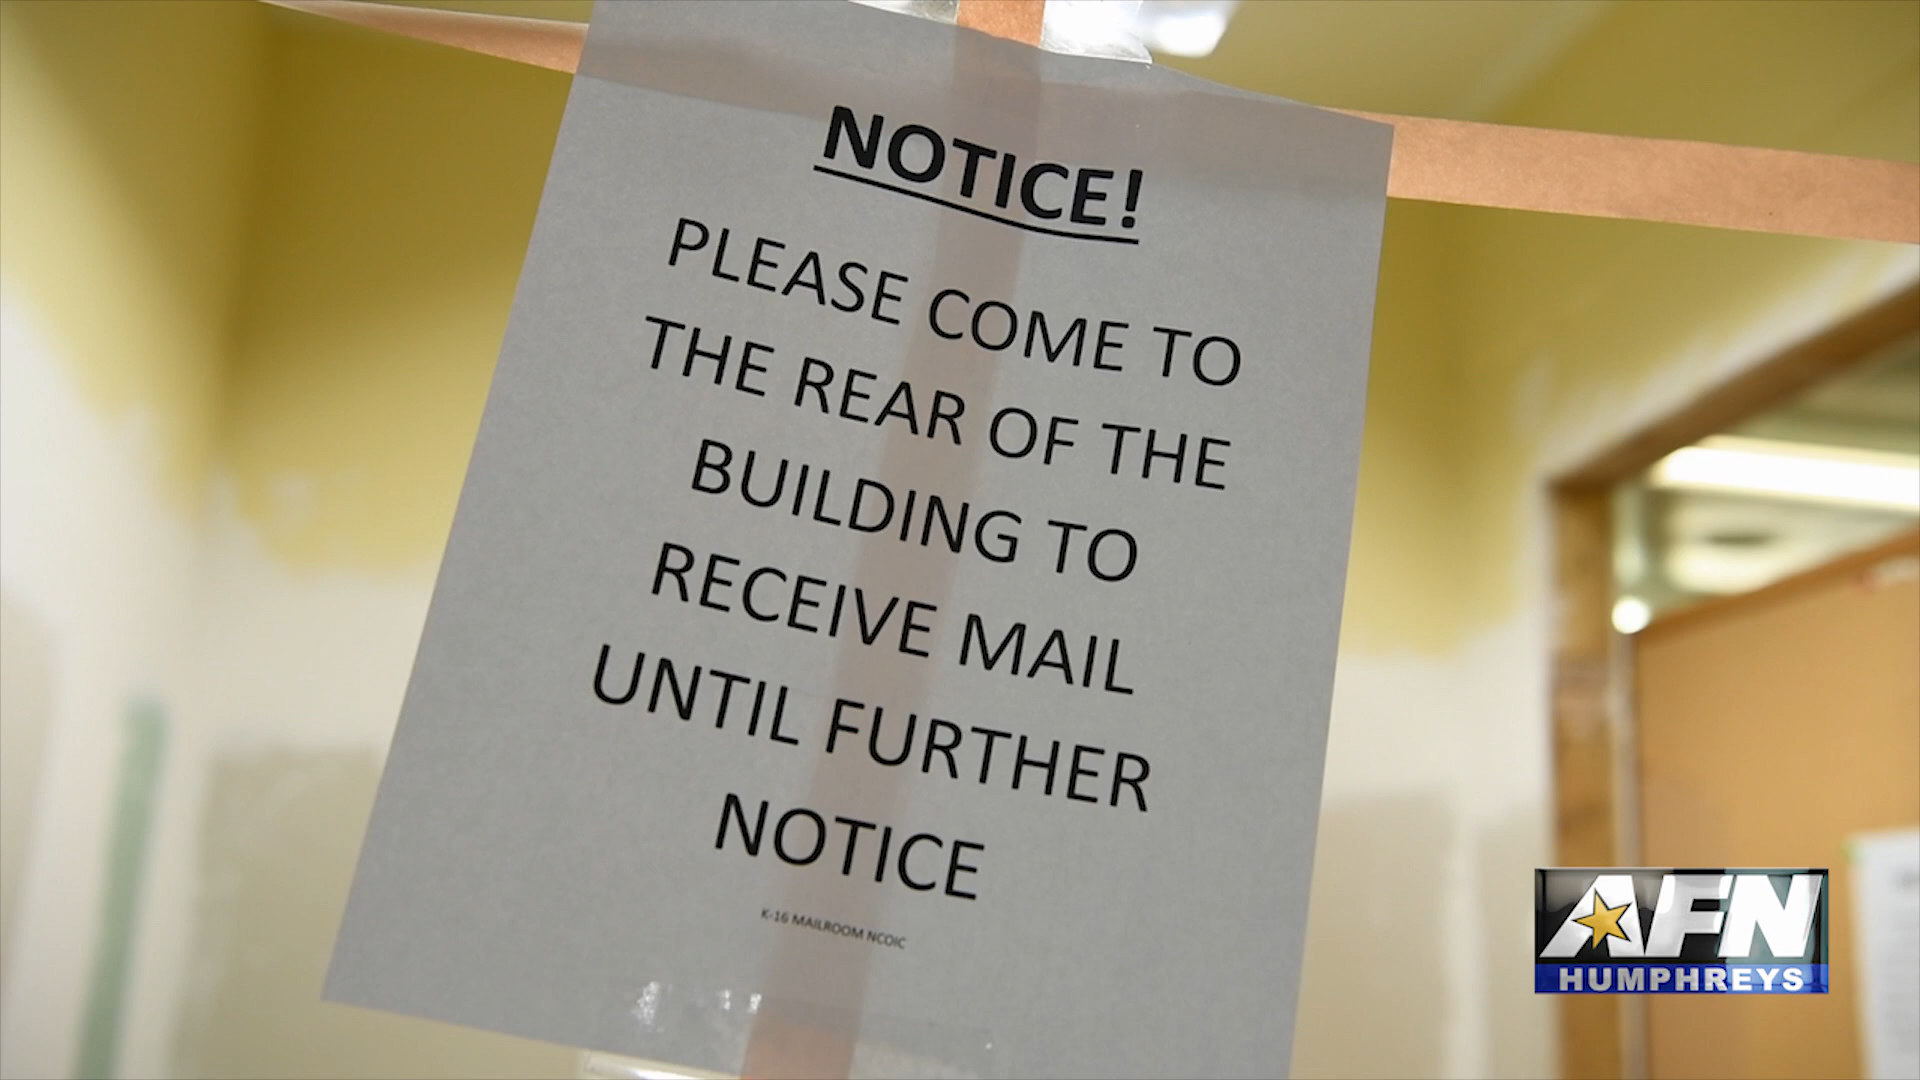 NOTICE!
PLEASE COME TO
THE REAR OF THE
BUILDING TO
RECEIVE MAIL
UNTIL FURTHER
NOTICE
K-16 MAILROOM NCOIC
AFN
HUMPHREYS